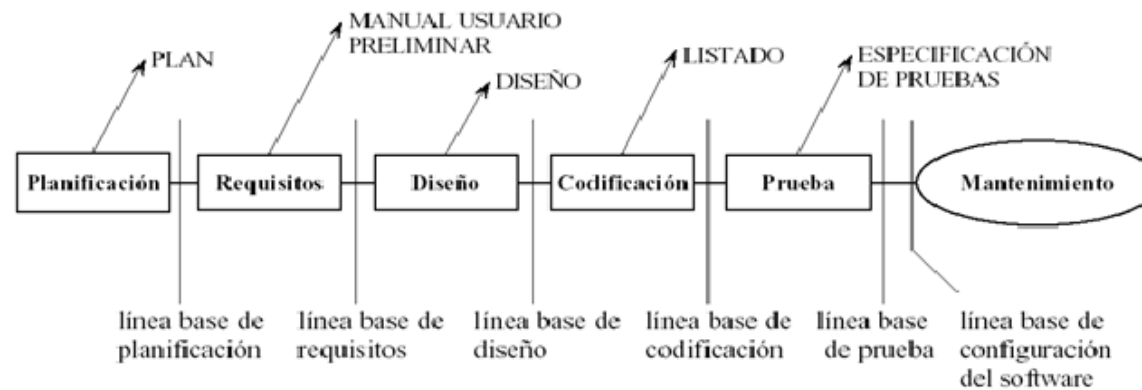 MANUAL USUARIO
PRELIMINAR
PLAN
DISEÑO
LISTADO
ESPECIFICACIÓN
DE PRUEBAS
Planificación
Requisitos
Diseño
Codificación
Prueba
Mantenimiento
línea base de
planificación
línea base de
requisitos
línea base de
diseño
línea base de
codificación
línea base
de prueba
línea base de
configuración
del software